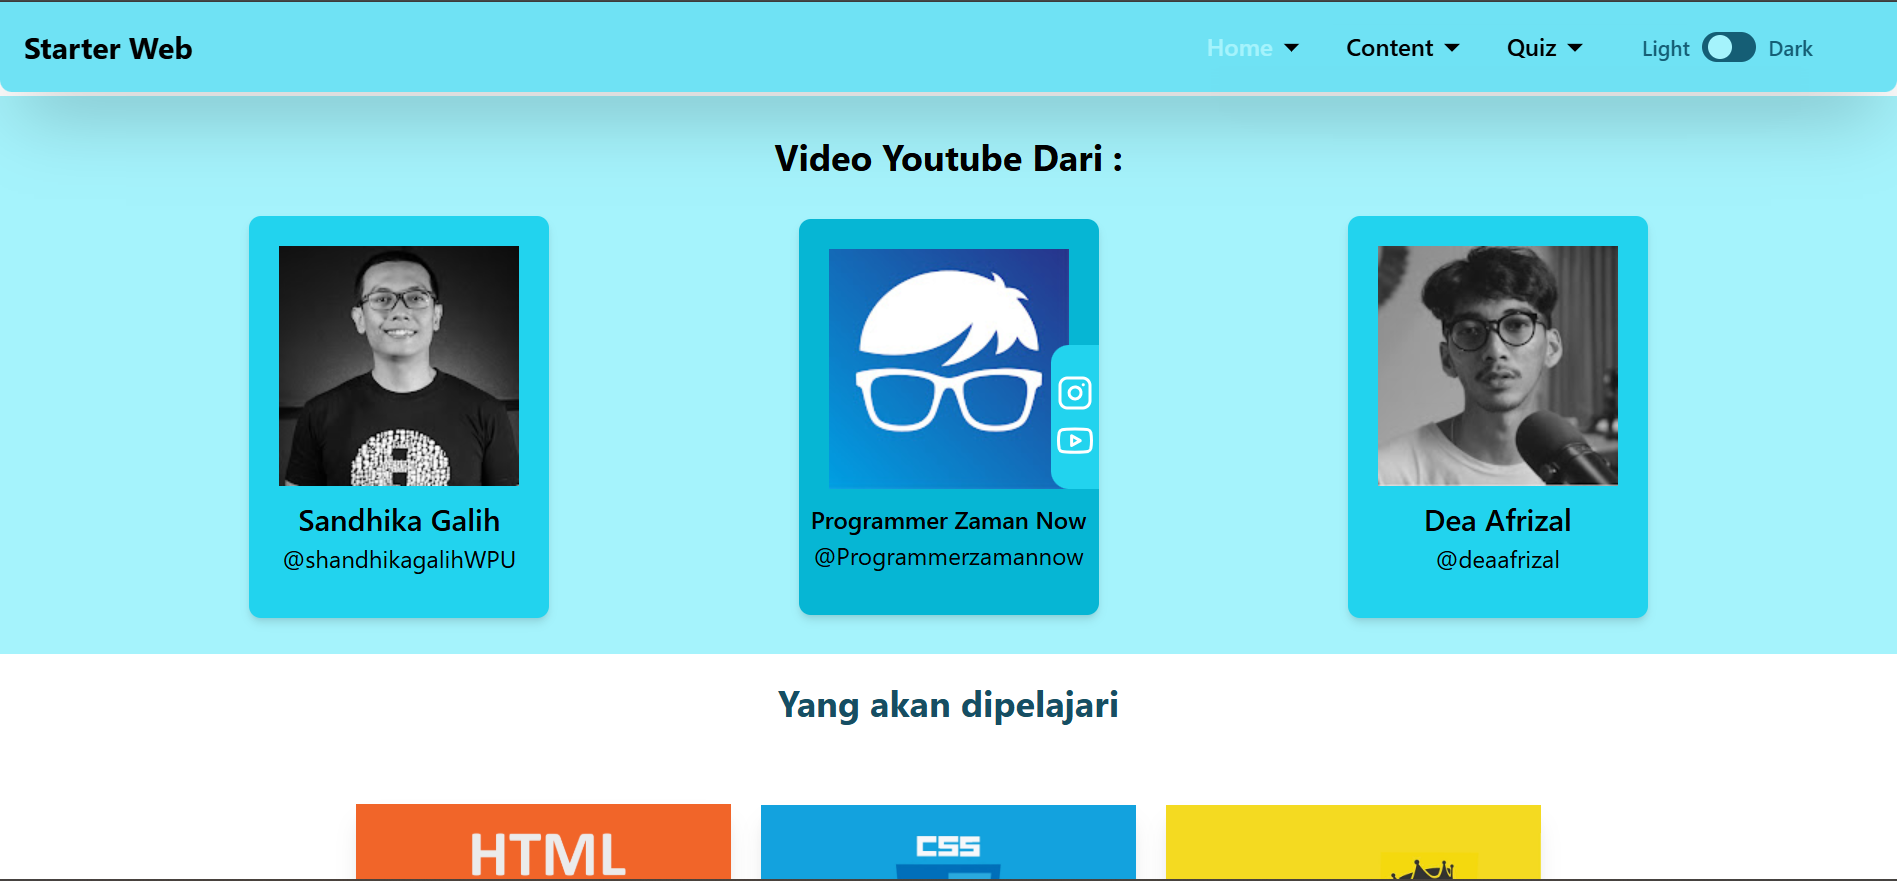 Starter Web
Home
Content
Quiz
Light
Dark
Video Youtube Dari :
Sandhika Galih
@shandhikagalihWPU
Programmer Zaman Now
@Programmerzamannow
Dea Afrizal
@deaafrizal
Yang akan dipelajari
HTML
CSS